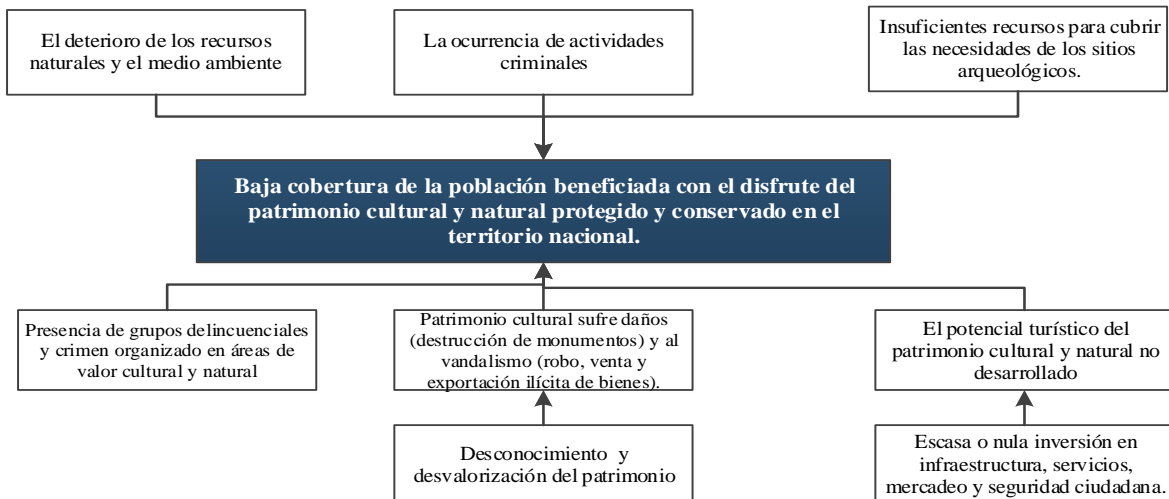 El deterioro de los recursos
naturales y el medio ambiente
La ocurrencia de actividades
criminales
Insuficientes recursos para cubrir
las necesidades de los sitios
arqueológicos.
Baja cobertura de la población beneficiada con el disfrute del
patrimonio cultural y natural protegido y conservado en el
territorio nacional.
Presencia de grupos delincuenciales
y crimen organizado en áreas de
valor cultural y natural
Patrimonio cultural sufre daños
(destrucción de monumentos) y al
vandalismo (robo, venta y
exportación ilícita de bienes).
El potencial turístico del
patrimonio cultural y natural no
desarrollado
Desconocimiento y
desvalorización del patrimonio
Escasa o nula inversión en
infraestructura, servicios,
mercadeo y seguridad ciudadana.